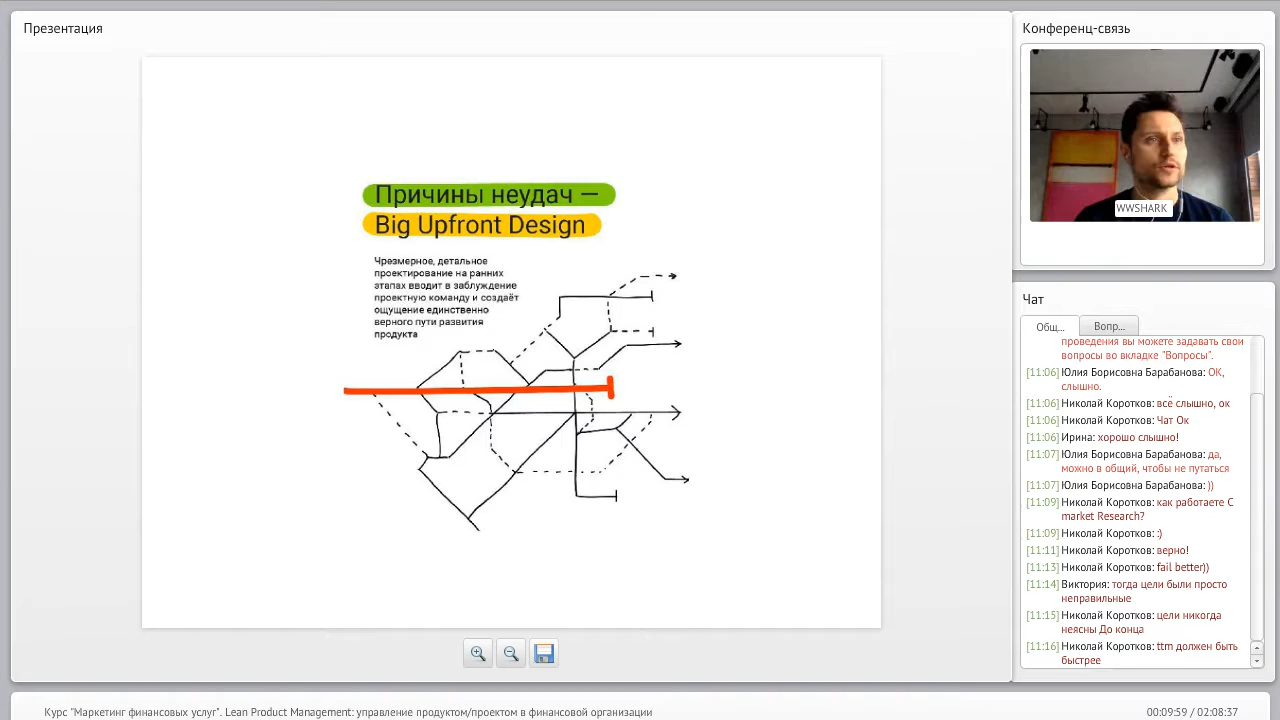 Презентация
Причины неудач —
Big Upfront Design
Чрезмерное, детальное
проектирование на ранних
этапах вводит в заблуждение
проектную команду и создаёт
ощущение единственно
верного пути развития
продукта
Конференц-связь
WWSHARK
Чат
Общ...
Вопр...
проведения вы можете задавать свои
вопросы во вкладке "Вопросы".
[11:06] Юлия Борисовна Барабанова: ОК,
слышно.
[11:06] Николай Коротков: всё слышно, ок
[11:06] Николай Коротков: Чат Ок
[11:06] Ирина: хорошо слышно!
[11:07] Юлия Борисовна Барабанова: да,
можно в общий, чтобы не путаться
[11:07] Юлия Борисовна Барабанова: ))
[11:09] Николай Коротков: как работаете С
market Research?
[11:09] Николай Коротков: :)
[11:11] Николай Коротков: верно!
[11:13] Николай Коротков: fail better))
[11:14] Виктория: тогда цели были просто
неправильные
[11:15] Николай Коротков: цели никогда
неясны До конца
[11:16] Николай Коротков: ttm должен быть
быстрее
Курс "Маркетинг финансовых услуг". Lean Product Management: управление продуктом/проектом в финансовой организации
00:09:59 / 02:08:37